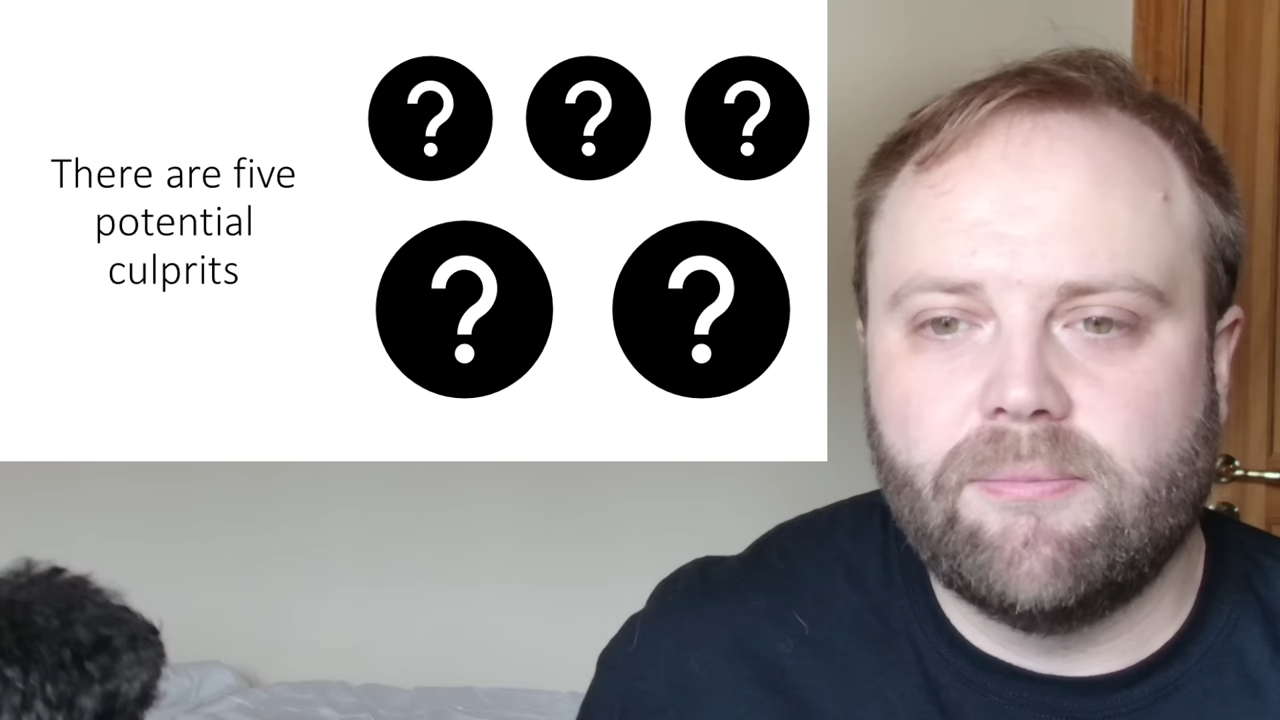 There are five
potential
culprits
? ? ?
? ?